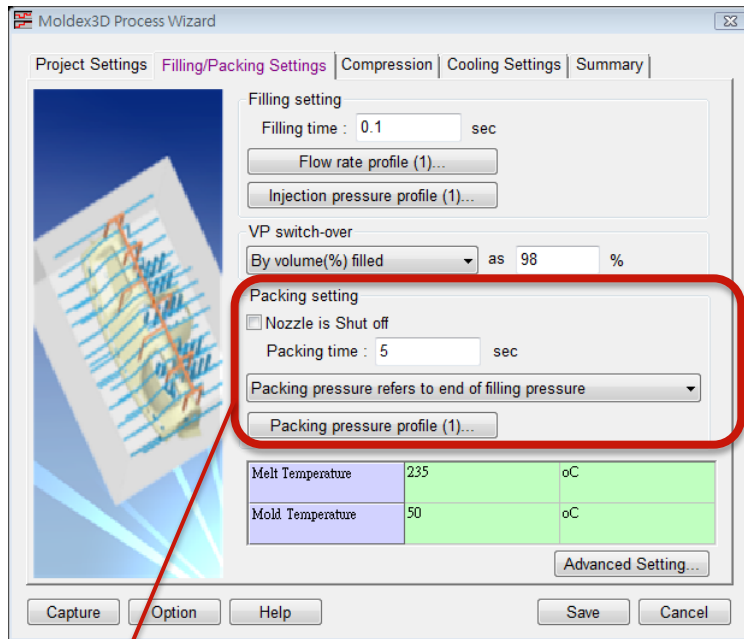 Moldex3D Process Wizard
Project Settings Filling/Packing Settings Compression Cooling Settings Summary
Filling setting
Filling time : 0.1 sec
Flow rate profile (1)...
Injection pressure profile (1)...
VP switch-over
By volume(%) filled as 98 %
Packing setting
Nozzle is Shut off
Packing time : 5 sec
Packing pressure refers to end of filling pressure
Packing pressure profile (1)...
Melt Temperature 235 oC
Mold Temperature 50 oC
Advanced Setting...
Capture Option Help Save Cancel